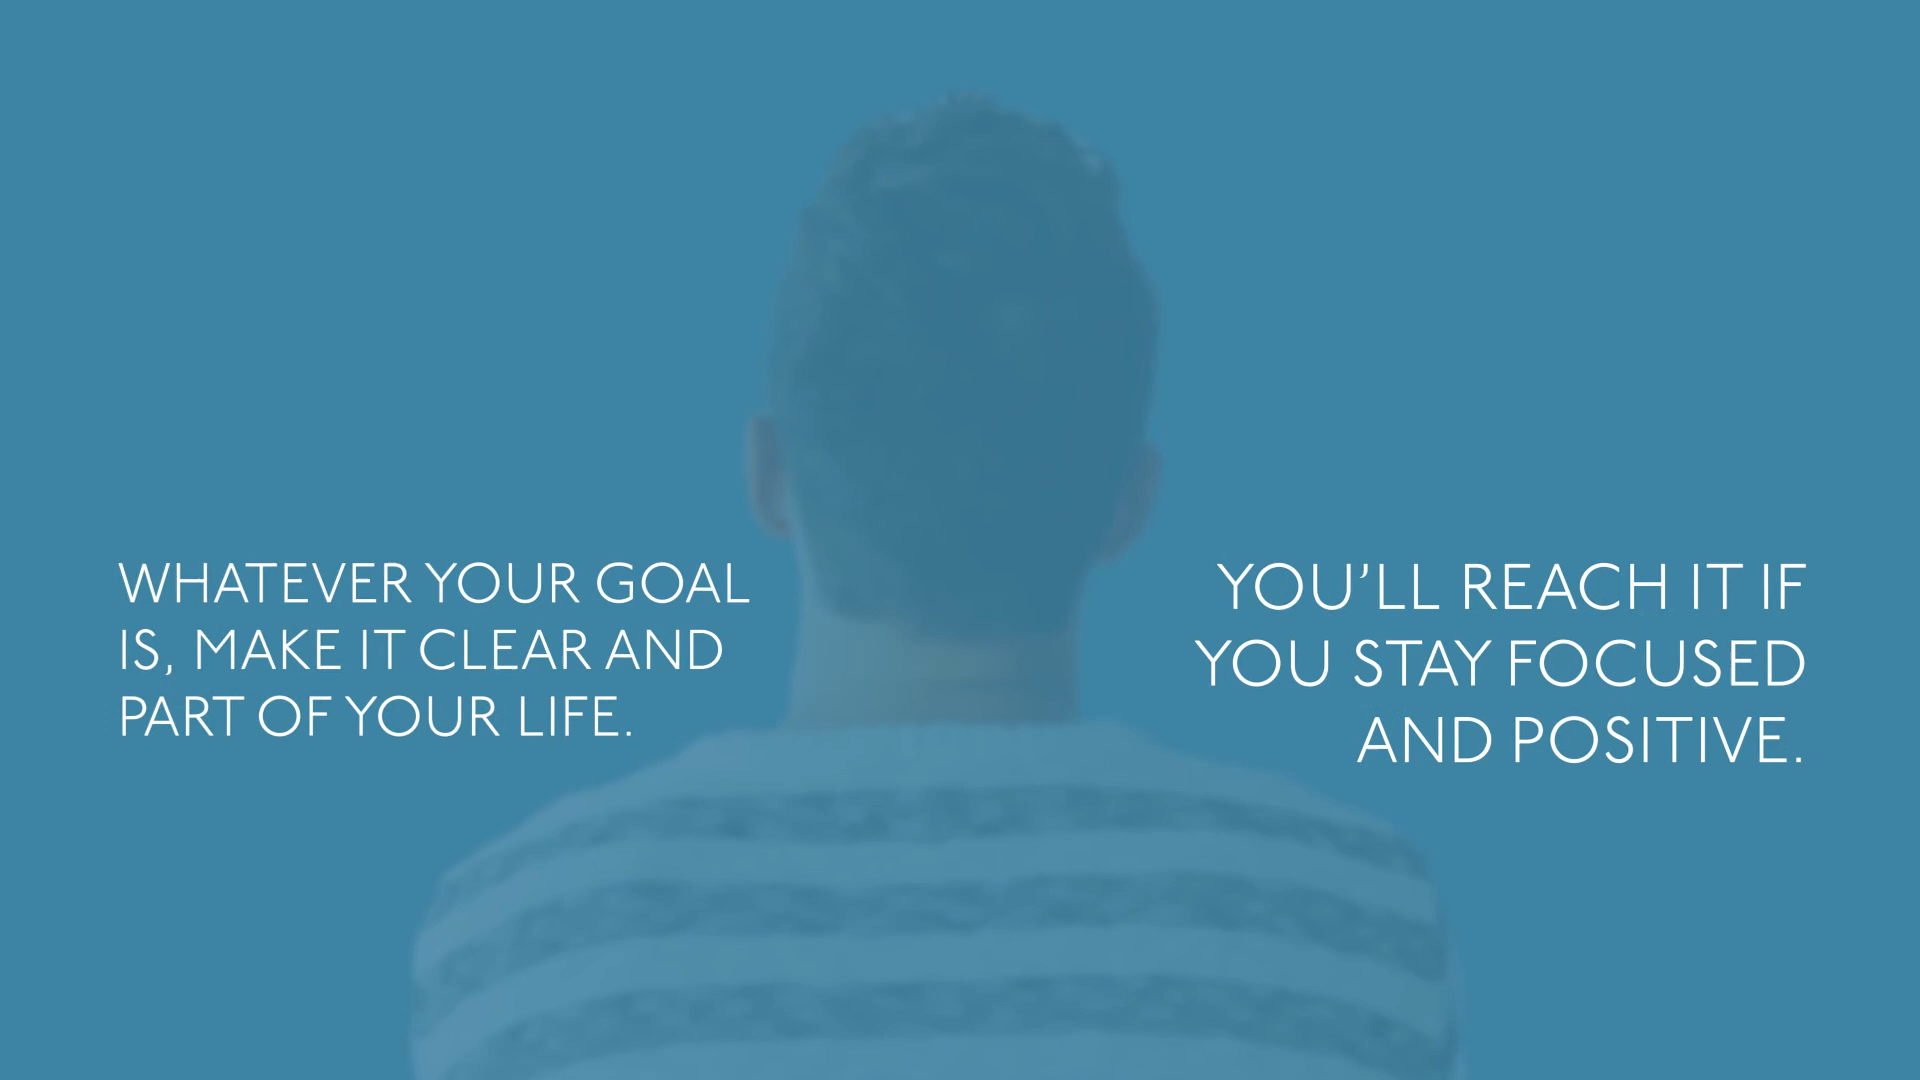 WHATEVER YOUR GOAL
IS, MAKE IT CLEAR AND
PART OF YOUR LIFE.
YOU’LL REACH IT IF
YOU STAY FOCUSED
AND POSITIVE.